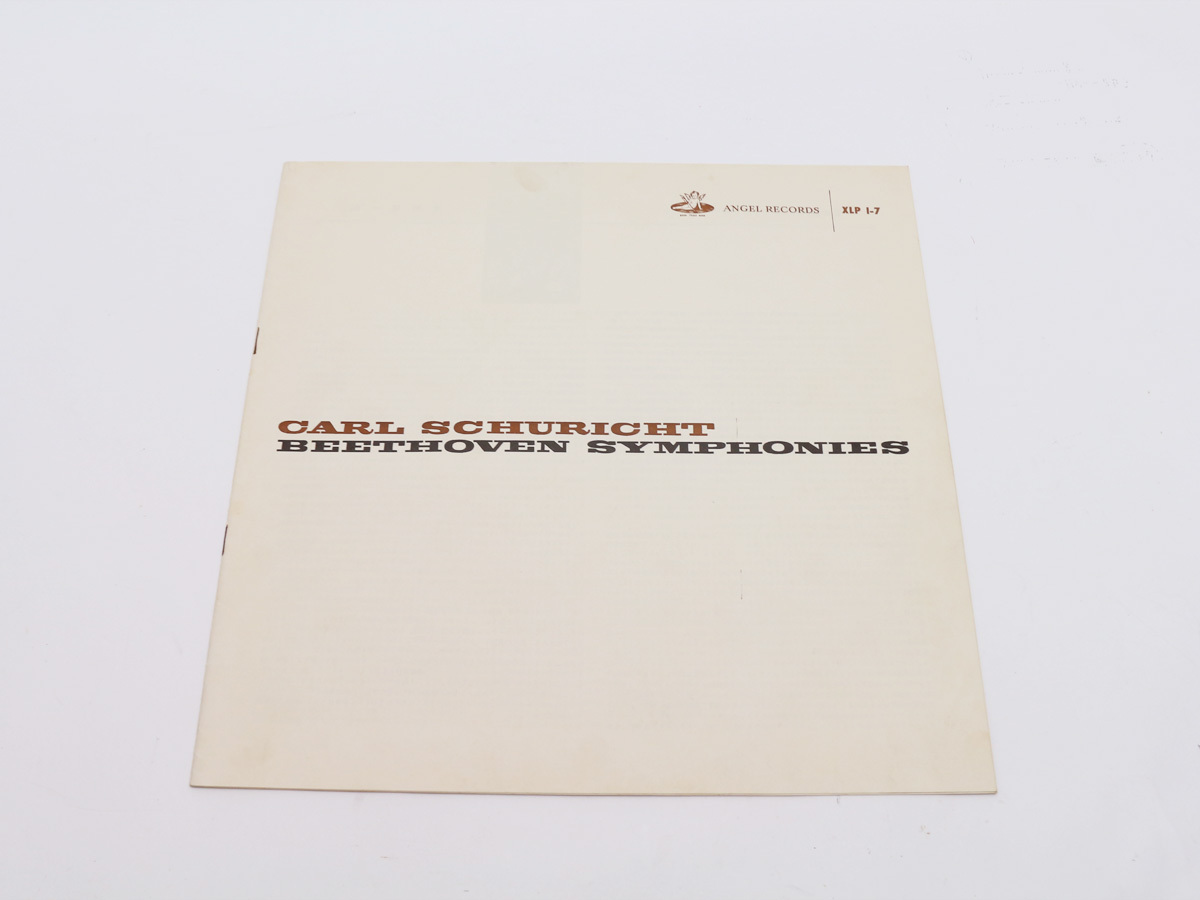 ANGEL RECORDS
XLP 1-7
CARL SCHURICHT
BEETHOVEN SYMPHONIES